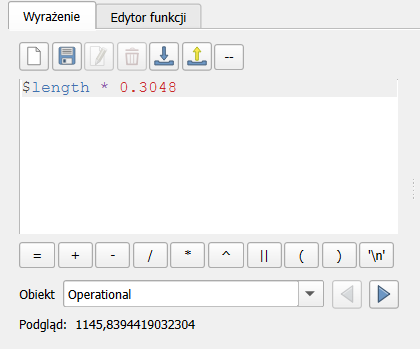 Wyrażenie Edytor funkcji
--
$length * 0.3048
= + - / * ^ || ( ) '\n'
Obiekt Operational
Podgląd: 1145,8394419032304